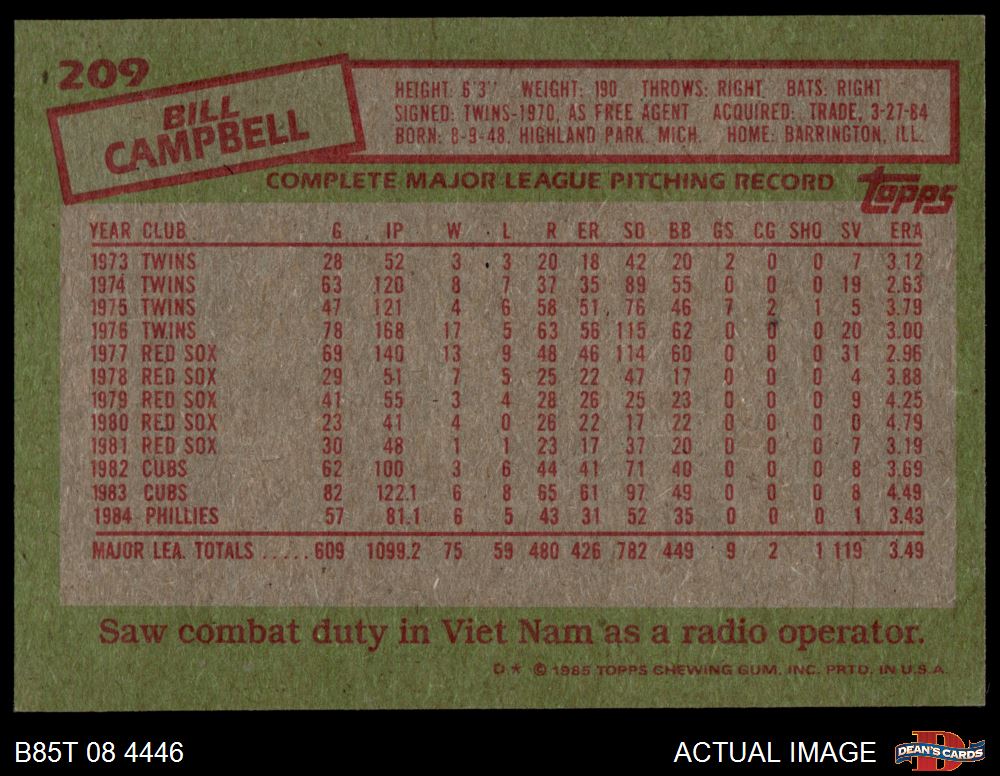 209
BILL
CAMPBELL
HEIGHT: 6'3" WEIGHT: 190 THROWS: RIGHT BATS: RIGHT
SIGNED: TWINS-1970, AS FREE AGENT ACQUIRED: TRADE, 3-27-84
BORN: 8-9-48, HIGHLAND PARK, MICH. HOME: BARRINGTON, ILL.
COMPLETE MAJOR LEAGUE PITCHING RECORD
Topps
YEAR CLUB G IP W L R ER SO BB GS CG SHO SV ERA
1973 TWINS 28 52 3 3 20 18 42 20 2 0 0 7 3.12
1974 TWINS 63 120 8 7 37 35 89 55 0 0 0 19 2.63
1975 TWINS 47 121 4 6 58 51 76 46 7 2 1 5 3.79
1976 TWINS 78 168 17 5 63 56 115 62 0 0 0 20 3.00
1977 RED SOX 69 140 13 9 48 46 114 60 0 0 0 31 2.96
1978 RED SOX 29 51 7 5 25 22 47 17 0 0 0 4 3.88
1979 RED SOX 41 55 3 4 28 26 25 23 0 0 0 9 4.25
1980 RED SOX 23 41 4 0 26 22 17 22 0 0 0 0 4.79
1981 RED SOX 30 48 1 1 23 17 37 20 0 0 0 7 3.19
1982 CUBS 62 100 3 6 44 41 71 40 0 0 0 8 3.69
1983 CUBS 82 122.1 6 8 65 61 97 49 0 0 0 8 4.49
1984 PHILLIES 57 81.1 6 5 43 31 52 35 0 0 0 1 3.43
MAJOR LEA. TOTALS .....609 1099.2 75 59 480 426 782 449 9 2 1 119 3.49
Saw combat duty in Viet Nam as a radio operator.
D * © 1985 TOPPS CHEWING GUM, INC. PRTD. IN U.S.A.
B85T 08 4446
ACTUAL IMAGE
D
DEAN'S CARDS